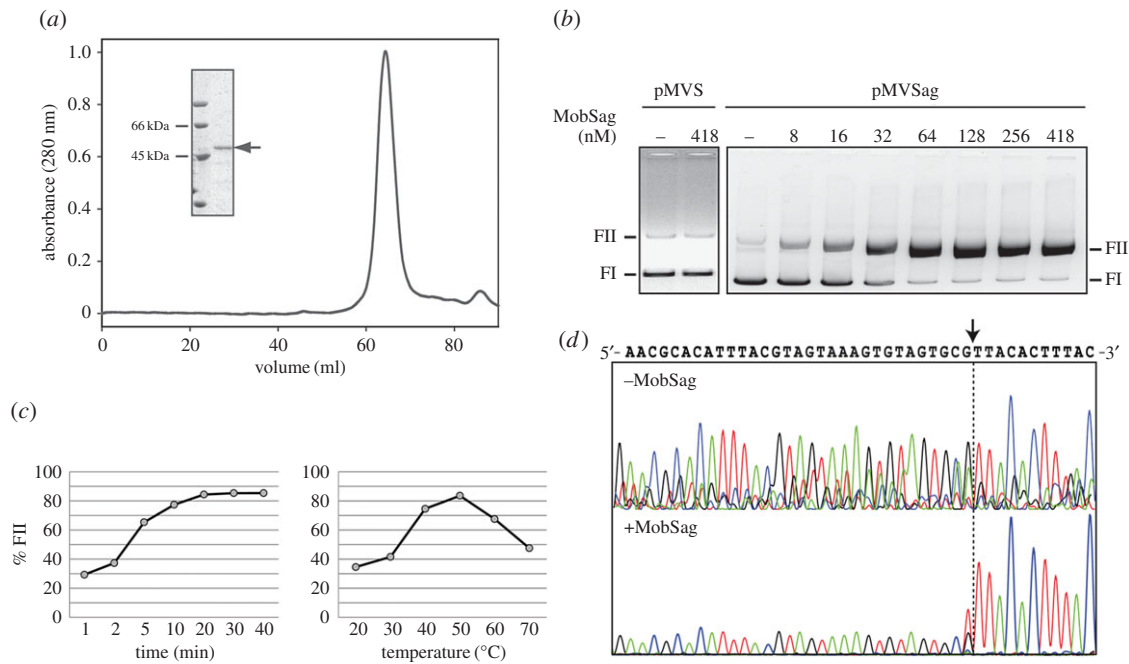 (a)
1.0
0.8
0.6
0.4
0.2
0
absorbance (280 nm)
66 kDa
45 kDa
0 20 40 60 80
volume (ml)
(b)
pMVS pMVSag
MobSag
(nM)
– 418 – 8 16 32 64 128 256 418
FII
FI
FII
FI
(c)
100
80
60
40
20
0
% FII
1 2 5 10 20 30 40
time (min)
100
80
60
40
20
0
20 30 40 50 60 70
temperature (°C)
(d)
5′- AACGCACATTTACGTAGTAAAGTGTAGTGCGTTACACTTTAC -3′
–MobSag
+MobSag